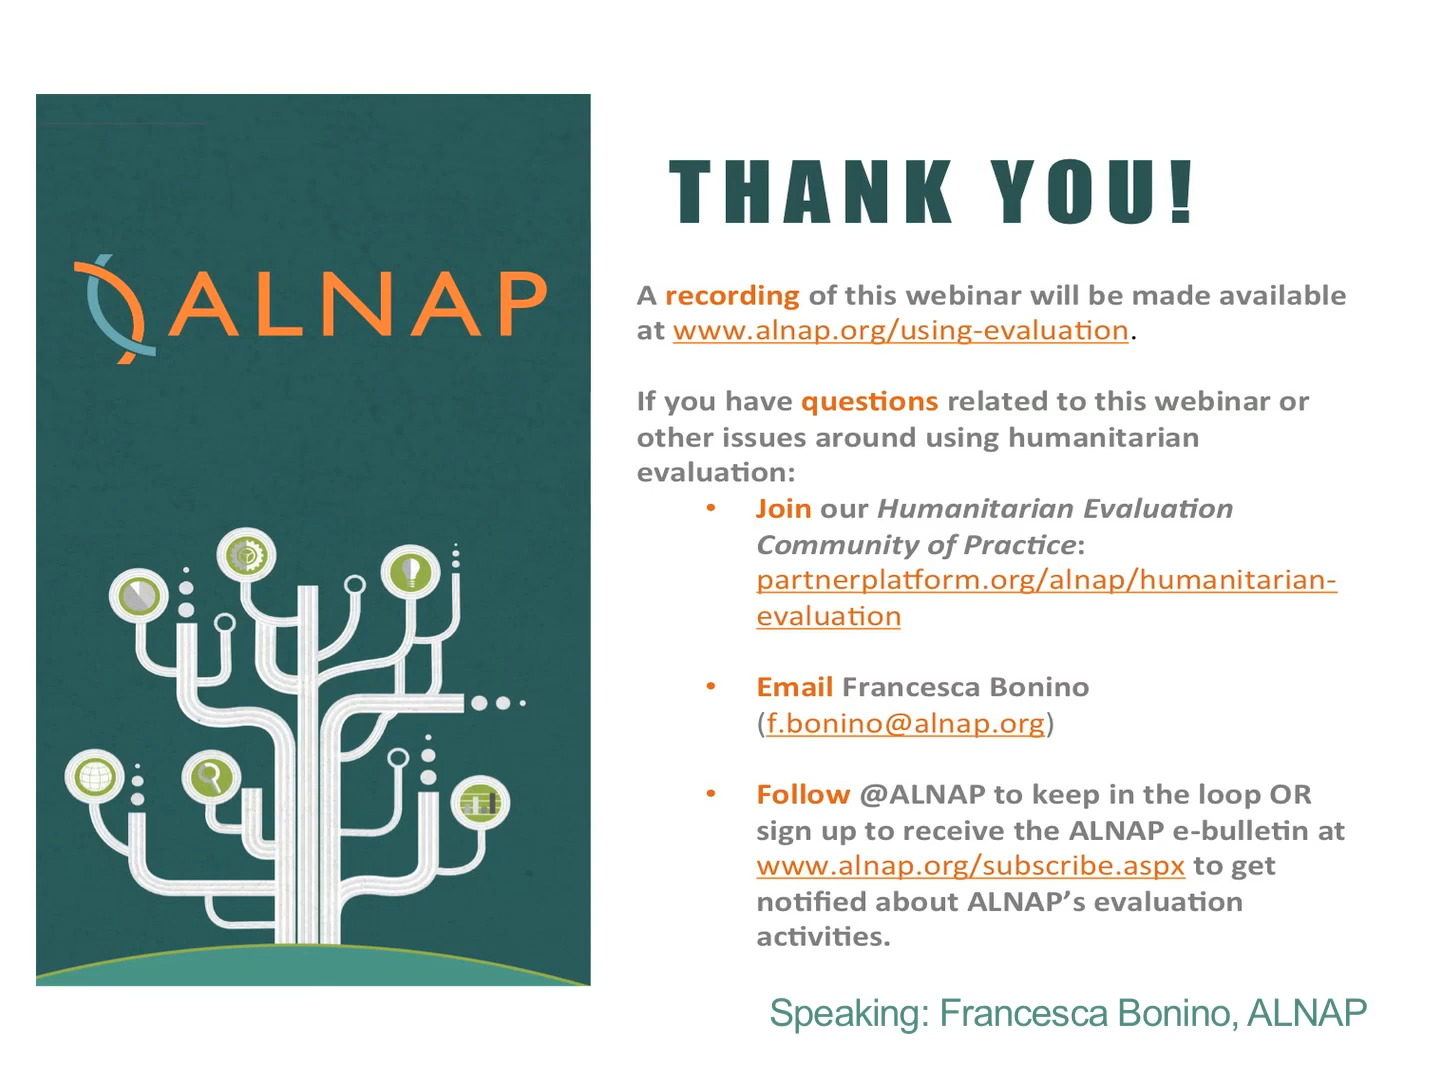 ALNAP
THANK YOU!
A recording of this webinar will be made available
at www.alnap.org/using-evaluation.
If you have questions related to this webinar or
other issues around using humanitarian
evaluation:
• Join our Humanitarian Evaluation
Community of Practice:
partnerplatform.org/alnap/humanitarian-
evaluation
• Email Francesca Bonino
(f.bonino@alnap.org)
• Follow @ALNAP to keep in the loop OR
sign up to receive the ALNAP e-bulletin at
www.alnap.org/subscribe.aspx to get
notified about ALNAP’s evaluation
activities.
Speaking: Francesca Bonino, ALNAP